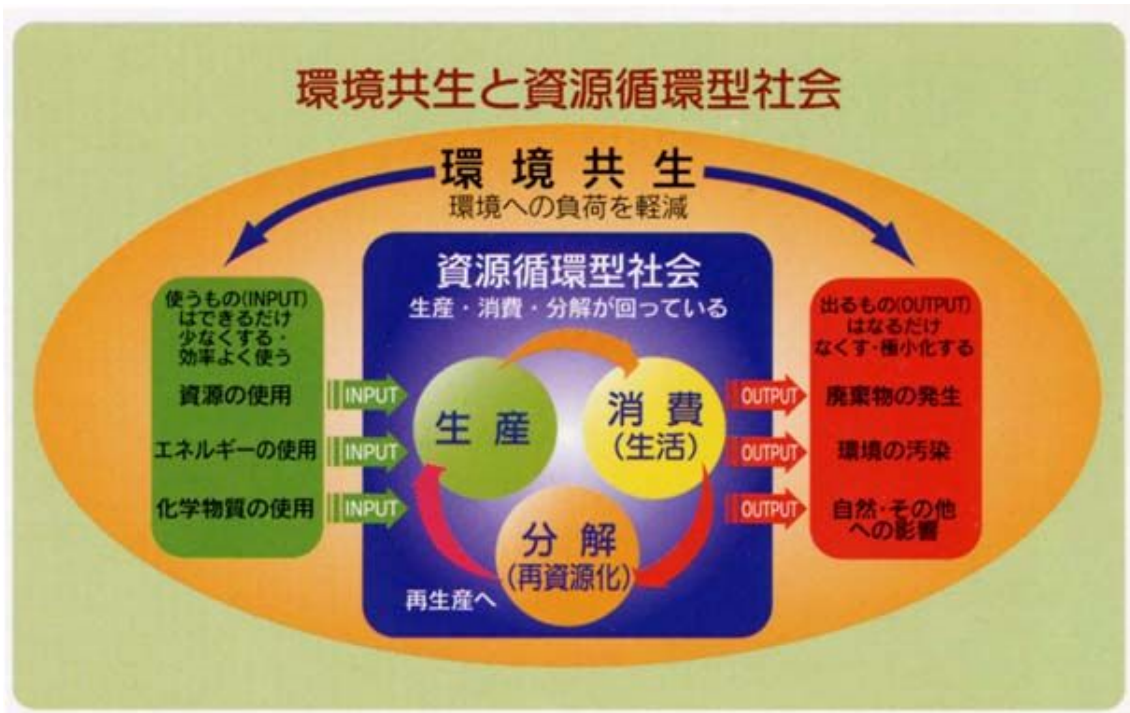 環境共生と資源循環型社会
環境共生
環境への負荷を軽減
資源循環型社会
生産・消費・分解が回っている
使うもの(INPUT)
はできるだけ
少なくする・
効率よく使う
資源の使用
エネルギーの使用
化学物質の使用
INPUT
INPUT
INPUT
生産
消費
(生活)
分解
(再資源化)
再生産へ
OUTPUT
OUTPUT
OUTPUT
出るもの(OUTPUT)
はなるだけ
なくす・極小化する
廃棄物の発生
環境の汚染
自然・その他
への影響